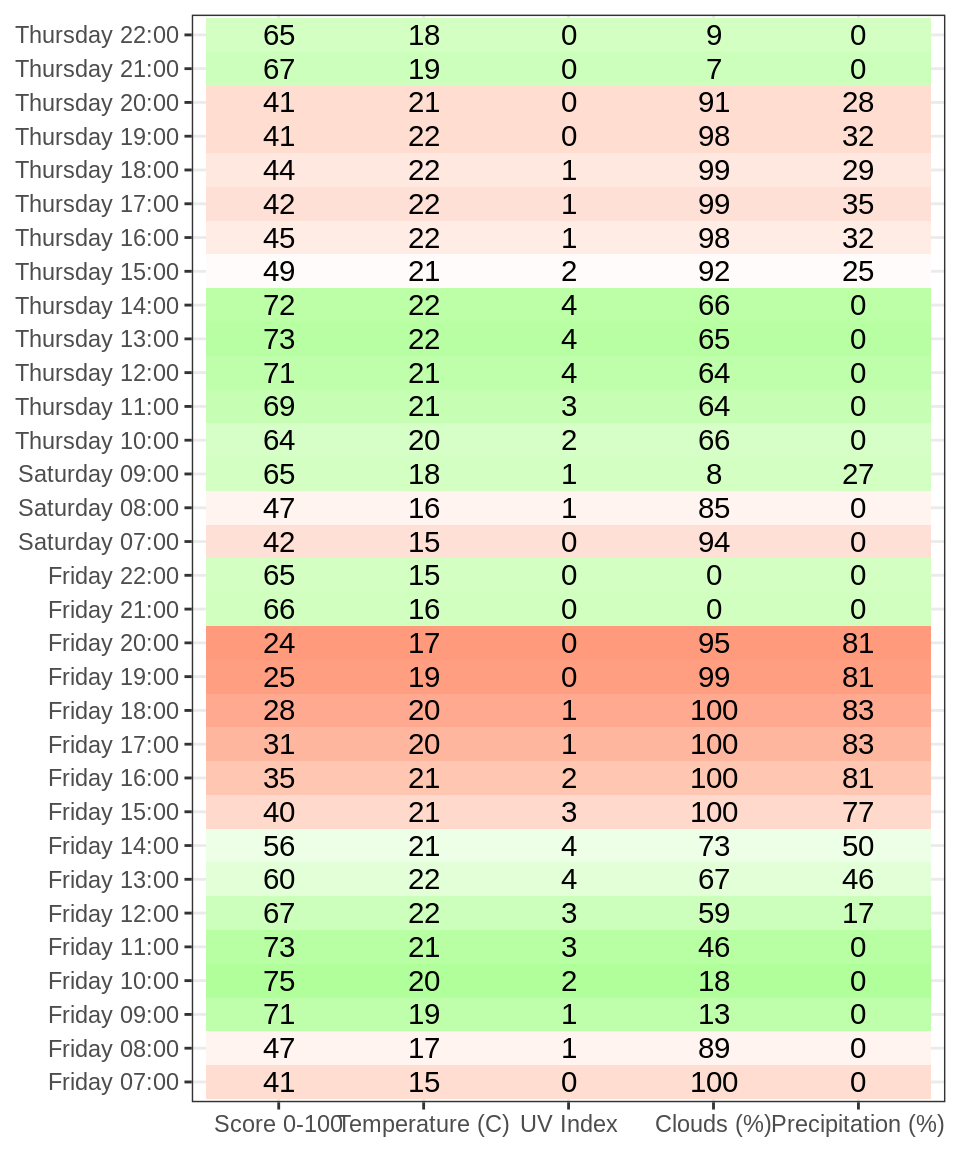 Thursday 22:00 65 18 0 9 0
Thursday 21:00 67 19 0 7 0
Thursday 20:00 41 21 0 91 28
Thursday 19:00 41 22 0 98 32
Thursday 18:00 44 22 1 99 29
Thursday 17:00 42 22 1 99 35
Thursday 16:00 45 22 1 98 32
Thursday 15:00 49 21 2 92 25
Thursday 14:00 72 22 4 66 0
Thursday 13:00 73 22 4 65 0
Thursday 12:00 71 21 4 64 0
Thursday 11:00 69 21 3 64 0
Thursday 10:00 64 20 2 66 0
Saturday 09:00 65 18 1 8 27
Saturday 08:00 47 16 1 85 0
Saturday 07:00 42 15 0 94 0
Friday 22:00 65 15 0 0 0
Friday 21:00 66 16 0 0 0
Friday 20:00 24 17 0 95 81
Friday 19:00 25 19 0 99 81
Friday 18:00 28 20 1 100 83
Friday 17:00 31 20 1 100 83
Friday 16:00 35 21 2 100 81
Friday 15:00 40 21 3 100 77
Friday 14:00 56 21 4 73 50
Friday 13:00 60 22 4 67 46
Friday 12:00 67 22 3 59 17
Friday 11:00 73 21 3 46 0
Friday 10:00 75 20 2 18 0
Friday 09:00 71 19 1 13 0
Friday 08:00 47 17 1 89 0
Friday 07:00 41 15 0 100 0
Score 0-100 Temperature (C) UV Index Clouds (%) Precipitation (%)